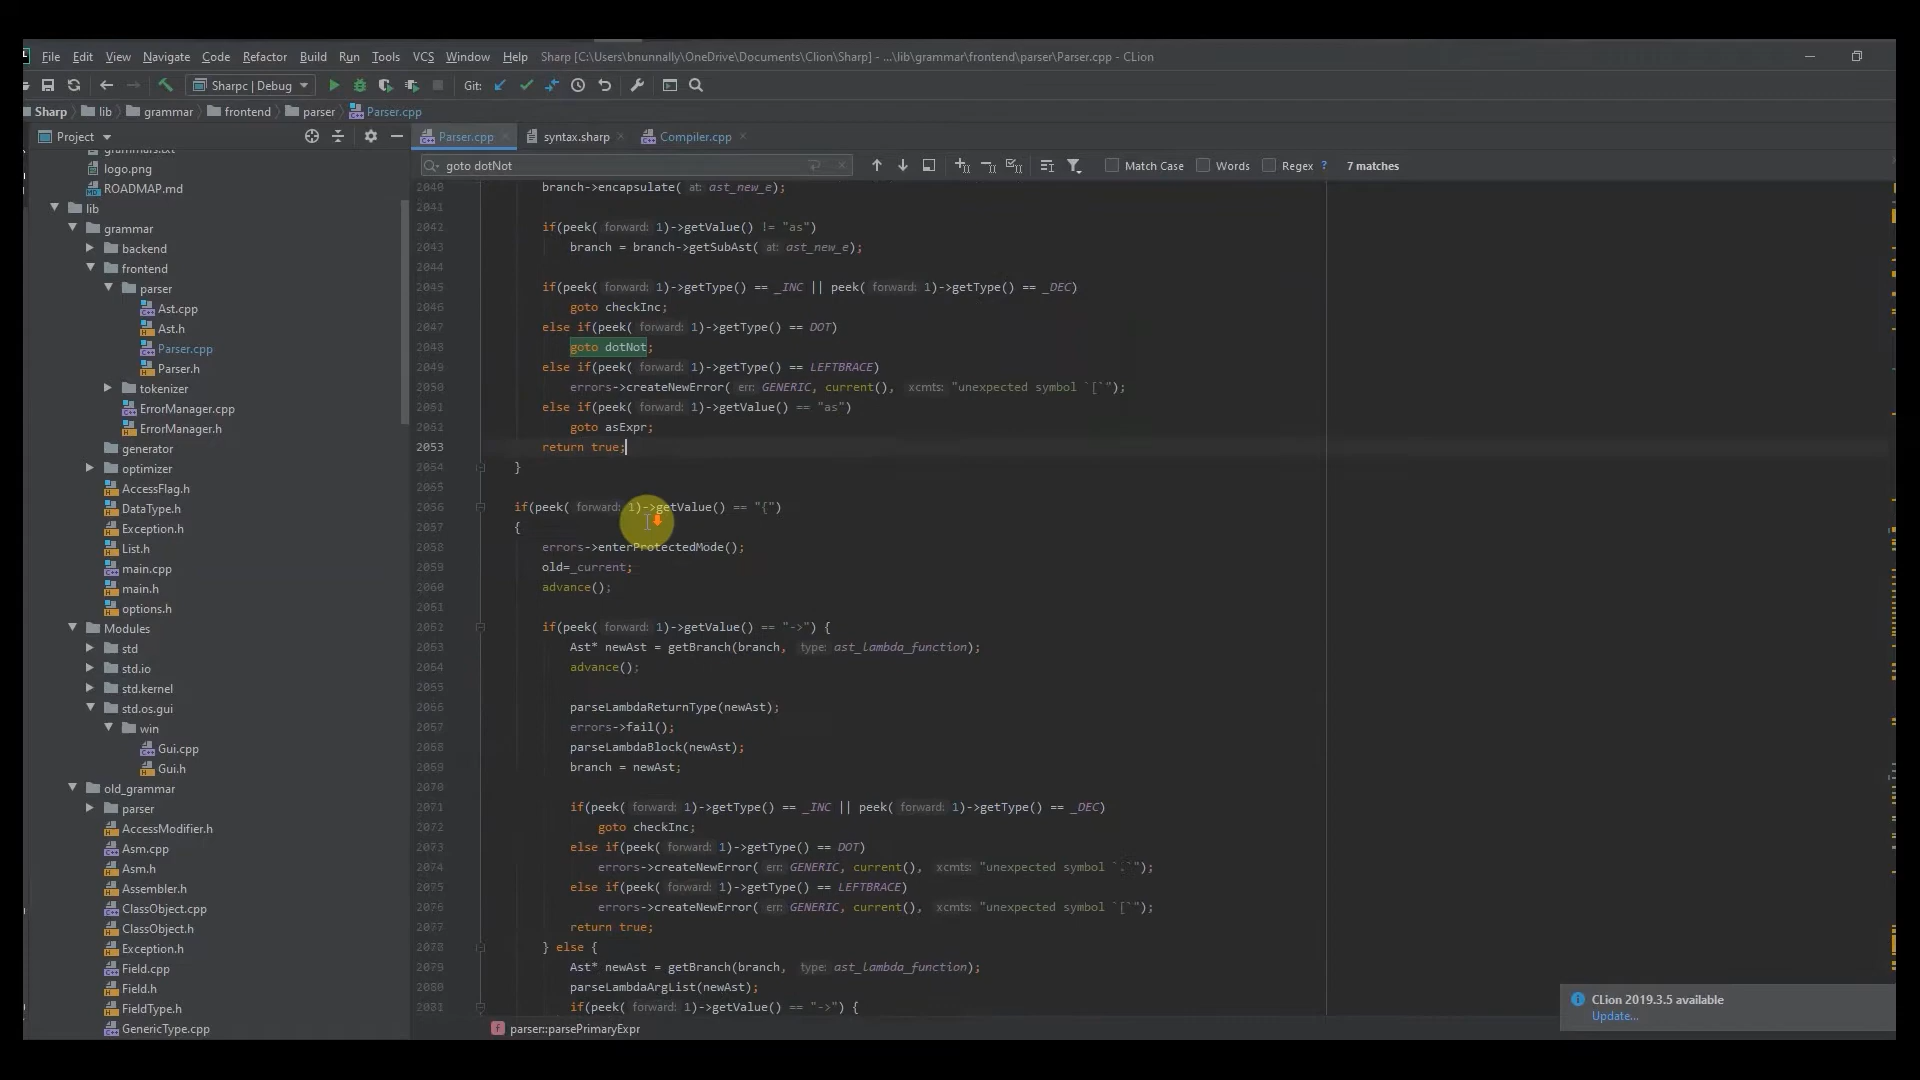 File Edit View Navigate Code Refactor Build Run Tools VCS Window Help Sharp [C:\Users\bnunnally\OneDrive\Documents\Clion\Sharp] - ...\lib\grammar\frontend\parser\Parser.cpp - CLion
Sharpc | Debug Git:
Sharp lib grammar frontend parser Parser.cpp
Project Parser.cpp syntax.sharp Compiler.cpp
goto dotNot Match Case Words Regex ? 7 matches
logo.png
ROADMAP.md
lib
grammar
backend
frontend
parser
Ast.cpp
Ast.h
Parser.cpp
Parser.h
tokenizer
ErrorManager.cpp
ErrorManager.h
generator
optimizer
AccessFlag.h
DataType.h
Exception.h
List.h
main.cpp
main.h
options.h
Modules
std
std.io
std.kernel
std.os.gui
win
Gui.cpp
Gui.h
old_grammar
parser
AccessModifier.h
Asm.cpp
Asm.h
Assembler.h
ClassObject.cpp
ClassObject.h
Exception.h
Field.cpp
Field.h
FieldType.h
GenericType.cpp
2040 branch->encapsulate( at: ast_new_e);
2041
2042 if(peek( forward: 1)->getValue() != "as")
2043 branch = branch->getSubAst( at: ast_new_e);
2044
2045 if(peek( forward: 1)->getType() == _INC || peek( forward: 1)->getType() == _DEC)
2046 goto checkInc;
2047 else if(peek( forward: 1)->getType() == DOT)
2048 goto dotNot;
2049 else if(peek( forward: 1)->getType() == LEFTBRACE)
2050 errors->createNewError( err: GENERIC, current(), xcmts: "unexpected symbol `[`");
2051 else if(peek( forward: 1)->getValue() == "as")
2052 goto asExpr;
2053 return true;
2054 }
2055
2056 if(peek( forward: 1)->getValue() == "{")
2057 {
2058 errors->enterProtectedMode();
2059 old=_current;
2060 advance();
2061
2062 if(peek( forward: 1)->getValue() == "->") {
2063 Ast* newAst = getBranch(branch, type: ast_lambda_function);
2064 advance();
2065
2066 parseLambdaReturnType(newAst);
2067 errors->fail();
2068 parseLambdaBlock(newAst);
2069 branch = newAst;
2070
2071 if(peek( forward: 1)->getType() == _INC || peek( forward: 1)->getType() == _DEC)
2072 goto checkInc;
2073 else if(peek( forward: 1)->getType() == DOT)
2074 errors->createNewError( err: GENERIC, current(), xcmts: "unexpected symbol `.`");
2075 else if(peek( forward: 1)->getType() == LEFTBRACE)
2076 errors->createNewError( err: GENERIC, current(), xcmts: "unexpected symbol `[`");
2077 return true;
2078 } else {
2079 Ast* newAst = getBranch(branch, type: ast_lambda_function);
2080 parseLambdaArgList(newAst);
2081 if(peek( forward: 1)->getValue() == "->") {
parser::parsePrimaryExpr
CLion 2019.3.5 available
Update...